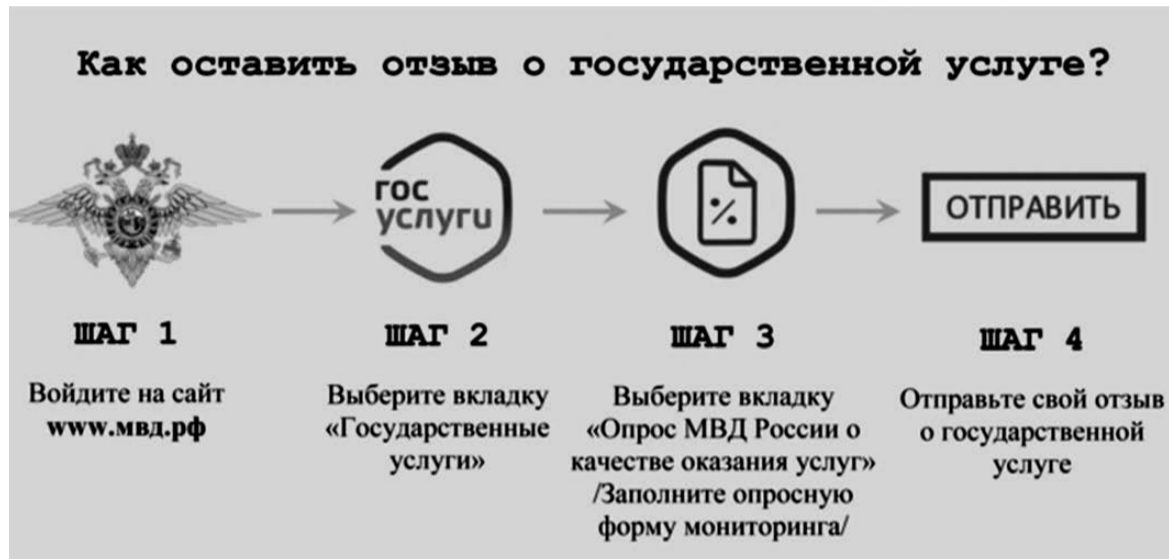 Как оставить отзыв о государственной услуге?
гос
услуги
ОТПРАВИТЬ
ШАГ 1
Войдите на сайт
www.мвд.рф
ШАГ 2
Выберите вкладку
«Государственные
услуги»
ШАГ 3
Выберите вкладку
«Опрос МВД России о
качестве оказания услуг»
/Заполните опросную
форму мониторинга/
ШАГ 4
Отправьте свой отзыв
о государственной
услуге